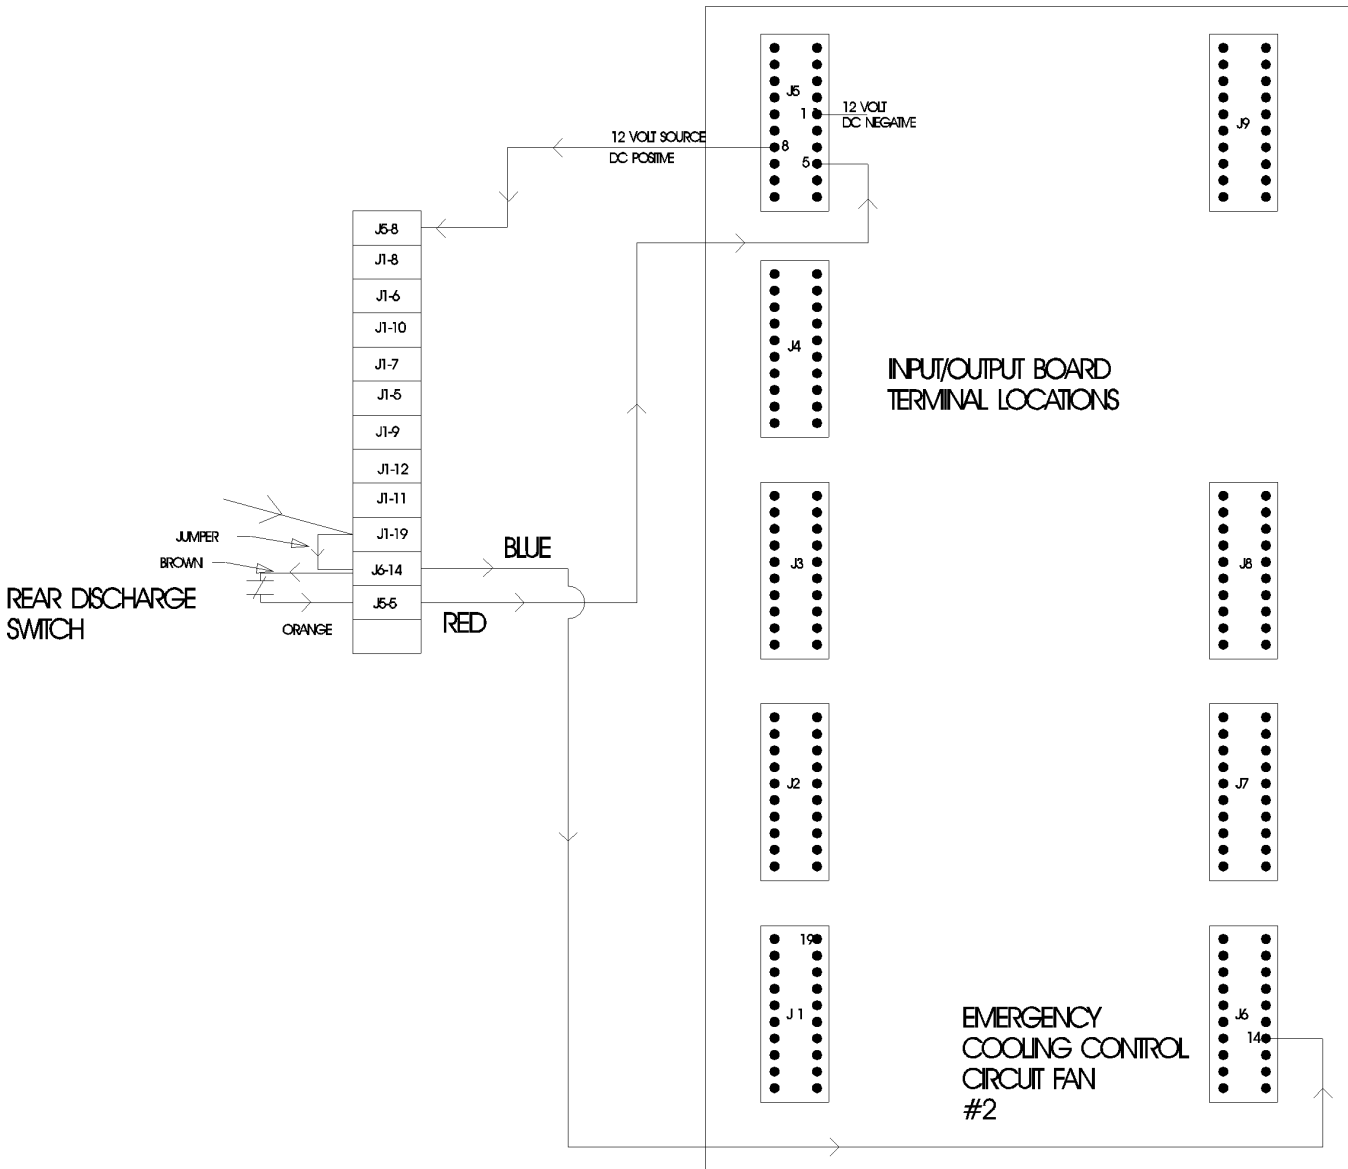 J5
1 1
12 VOLT
DC NEGATIVE
8
5
J9
12 VOLT SOURCE
DC POSITIVE
J5-8
J1-8
J1-6
J1-10
J1-7
J1-5
J1-9
J1-12
J1-11
J1-19
J6-14
J5-5
JUMPER
BROWN
REAR DISCHARGE
SWITCH
ORANGE
BLUE
RED
J4
INPUT/OUTPUT BOARD
TERMINAL LOCATIONS
J3
J8
J2
J7
19
J 1
EMERGENCY
COOLING CONTROL
CIRCUIT FAN
#2
J6
14